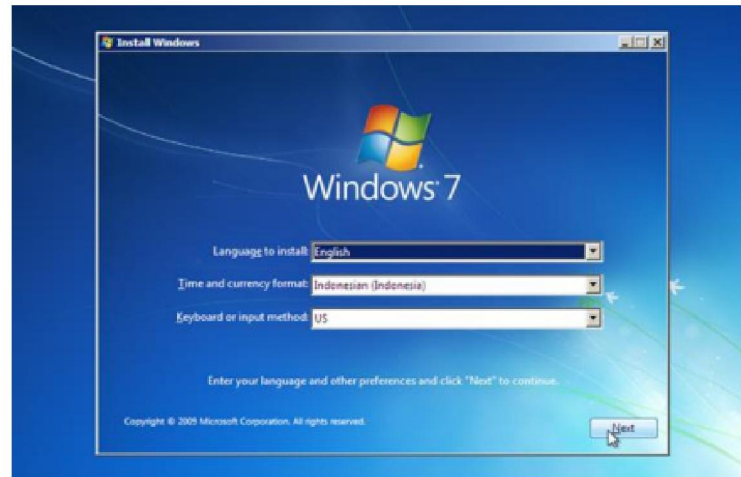 Install Windows
Windows 7
Language to install: English
Time and currency format: Indonesian (Indonesia)
Keyboard or input method: US
Enter your language and other preferences and click "Next" to continue.
Copyright © 2009 Microsoft Corporation. All rights reserved.
Next